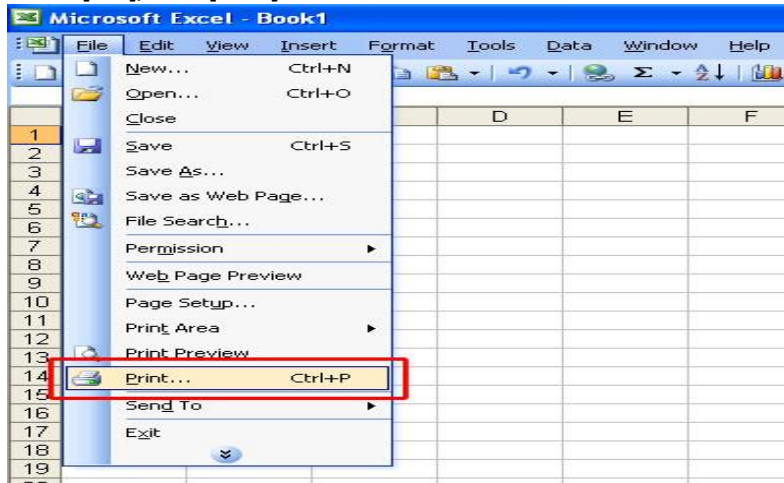 Microsoft Excel - Book1
File Edit View Insert Format Tools Data Window Help
New... Ctrl+N
Open... Ctrl+O
Close
Save Ctrl+S
Save As...
Save as Web Page...
File Search...
Permission
Web Page Preview
Page Setup...
Print Area
Print Preview
Print... Ctrl+P
Send To
Exit
D E F
1
2
3
4
5
6
7
8
9
10
11
12
13
14
15
16
17
18
19